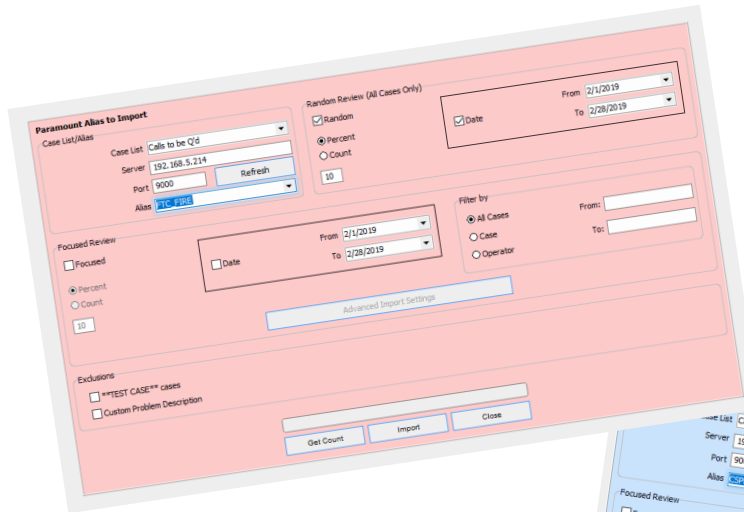 Paramount Alias to Import
Case List/Alias
Case List Calls to be Q'd
Server 192.168.5.214
Port 9000 Refresh
Alias FTC_FIRE
Random Review (All Cases Only)
Random
Percent
Count
10
Date
From 2/1/2019
To 2/28/2019
Focused Review
Focused
Percent
Count
10
Date
From 2/1/2019
To 2/28/2019
Filter by
All Cases
Case
Operator
From:
To:
Advanced Import Settings
Exclusions
**TEST CASE** cases
Custom Problem Description
Get Count Import Close
List
Server
Port
Alias
Focused Review